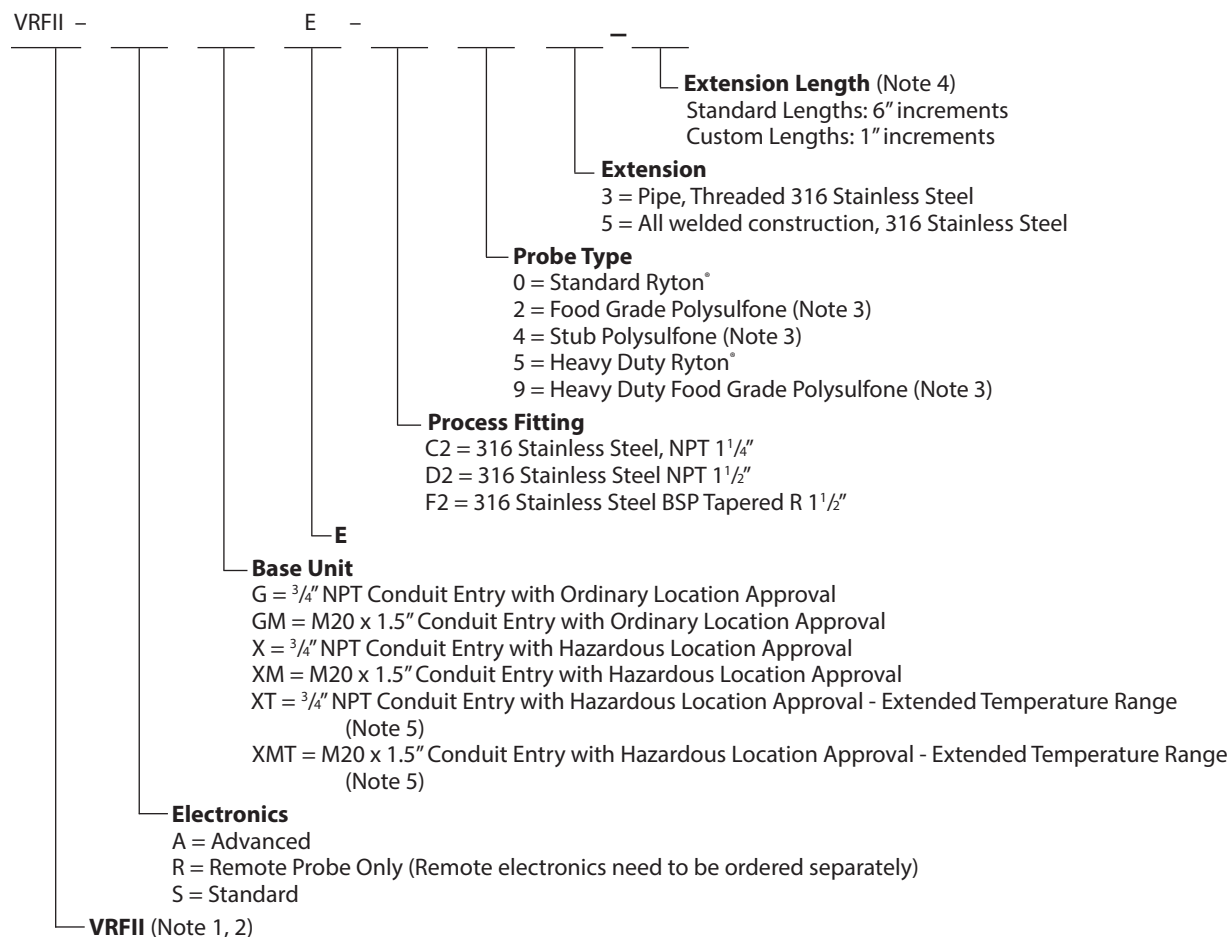 VRFII – E – –
Extension Length (Note 4)
Standard Lengths: 6" increments
Custom Lengths: 1" increments
Extension
3 = Pipe, Threaded 316 Stainless Steel
5 = All welded construction, 316 Stainless Steel
Probe Type
0 = Standard Ryton®
2 = Food Grade Polysulfone (Note 3)
4 = Stub Polysulfone (Note 3)
5 = Heavy Duty Ryton®
9 = Heavy Duty Food Grade Polysulfone (Note 3)
Process Fitting
C2 = 316 Stainless Steel, NPT 1¹/₄"
D2 = 316 Stainless Steel NPT 1¹/₂"
F2 = 316 Stainless Steel BSP Tapered R 1¹/₂"
E
Base Unit
G = ³/₄" NPT Conduit Entry with Ordinary Location Approval
GM = M20 x 1.5" Conduit Entry with Ordinary Location Approval
X = ³/₄" NPT Conduit Entry with Hazardous Location Approval
XM = M20 x 1.5" Conduit Entry with Hazardous Location Approval
XT = ³/₄" NPT Conduit Entry with Hazardous Location Approval - Extended Temperature Range
(Note 5)
XMT = M20 x 1.5" Conduit Entry with Hazardous Location Approval - Extended Temperature Range
(Note 5)
Electronics
A = Advanced
R = Remote Probe Only (Remote electronics need to be ordered separately)
S = Standard
VRFII (Note 1, 2)